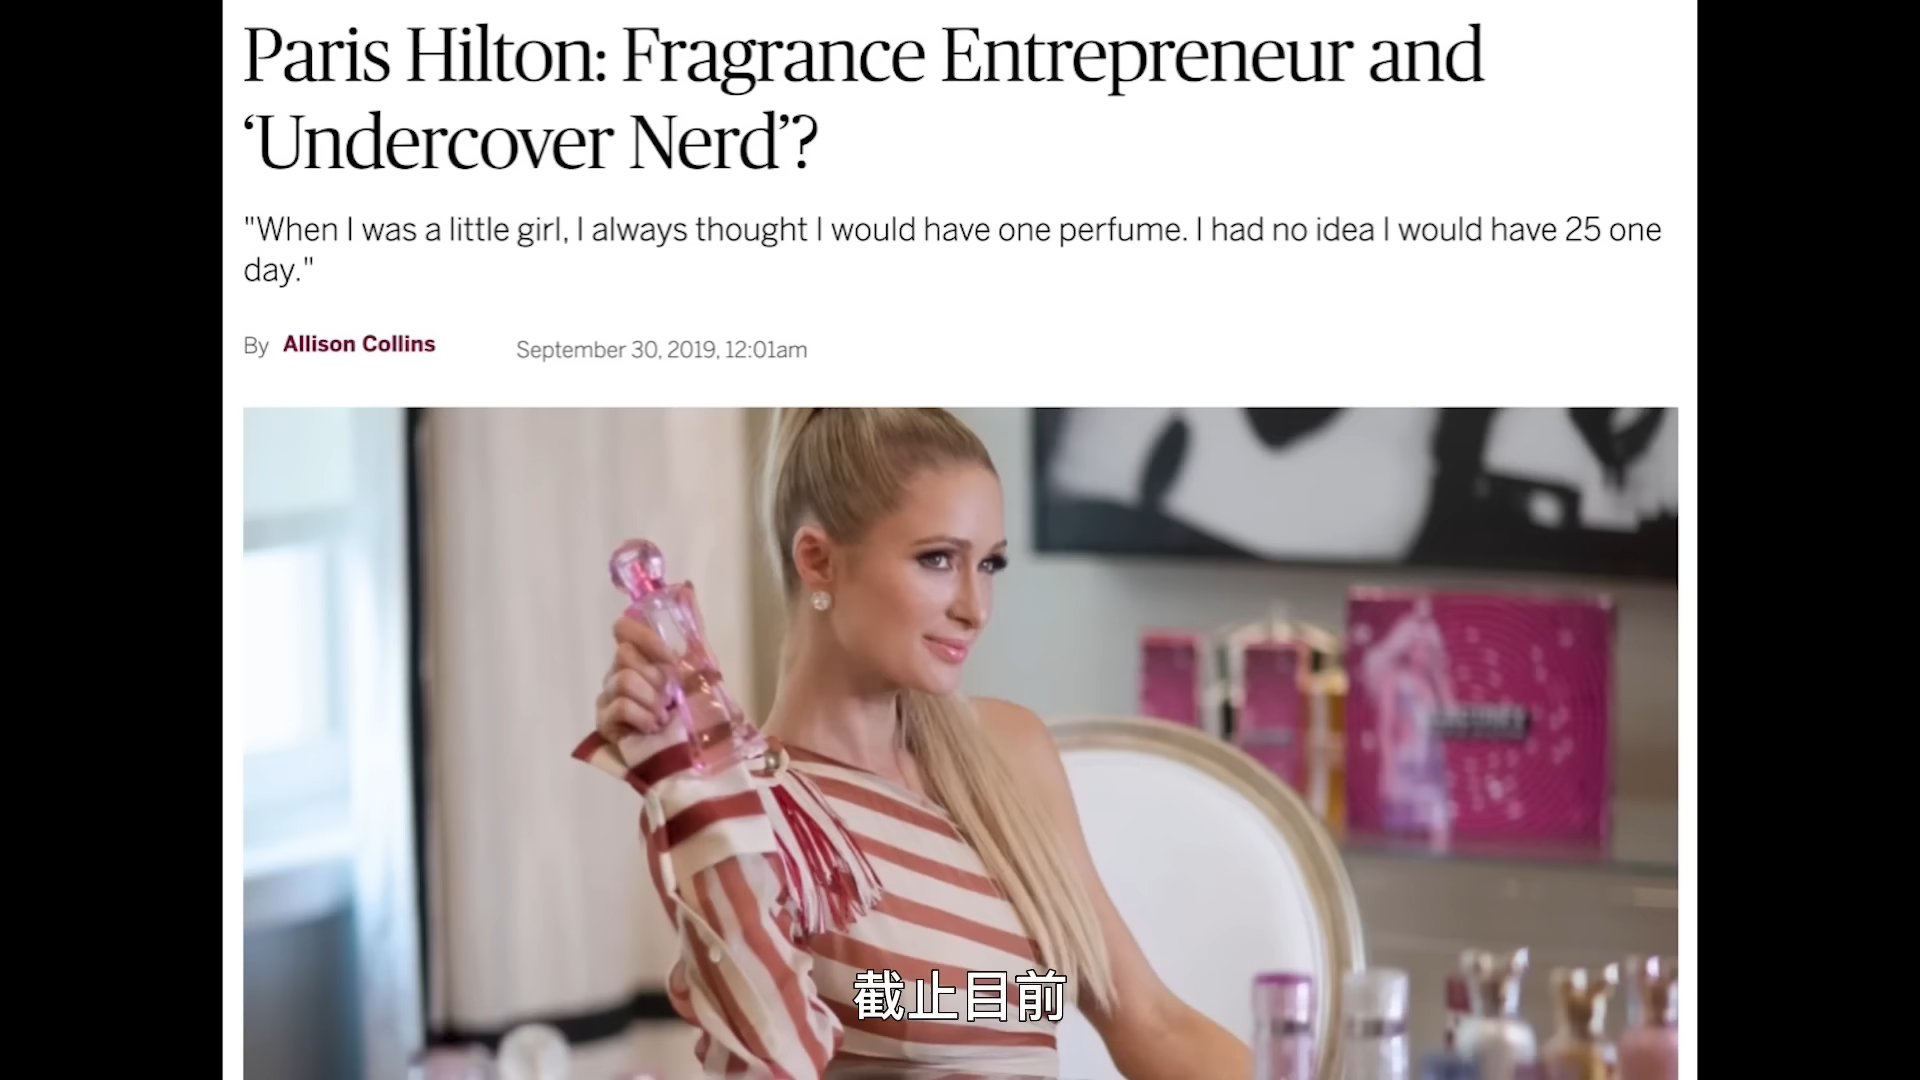 Paris Hilton: Fragrance Entrepreneur and
‘Undercover Nerd’?
"When I was a little girl, I always thought I would have one perfume. I had no idea I would have 25 one
day."
By Allison Collins September 30, 2019, 12:01am
截止目前